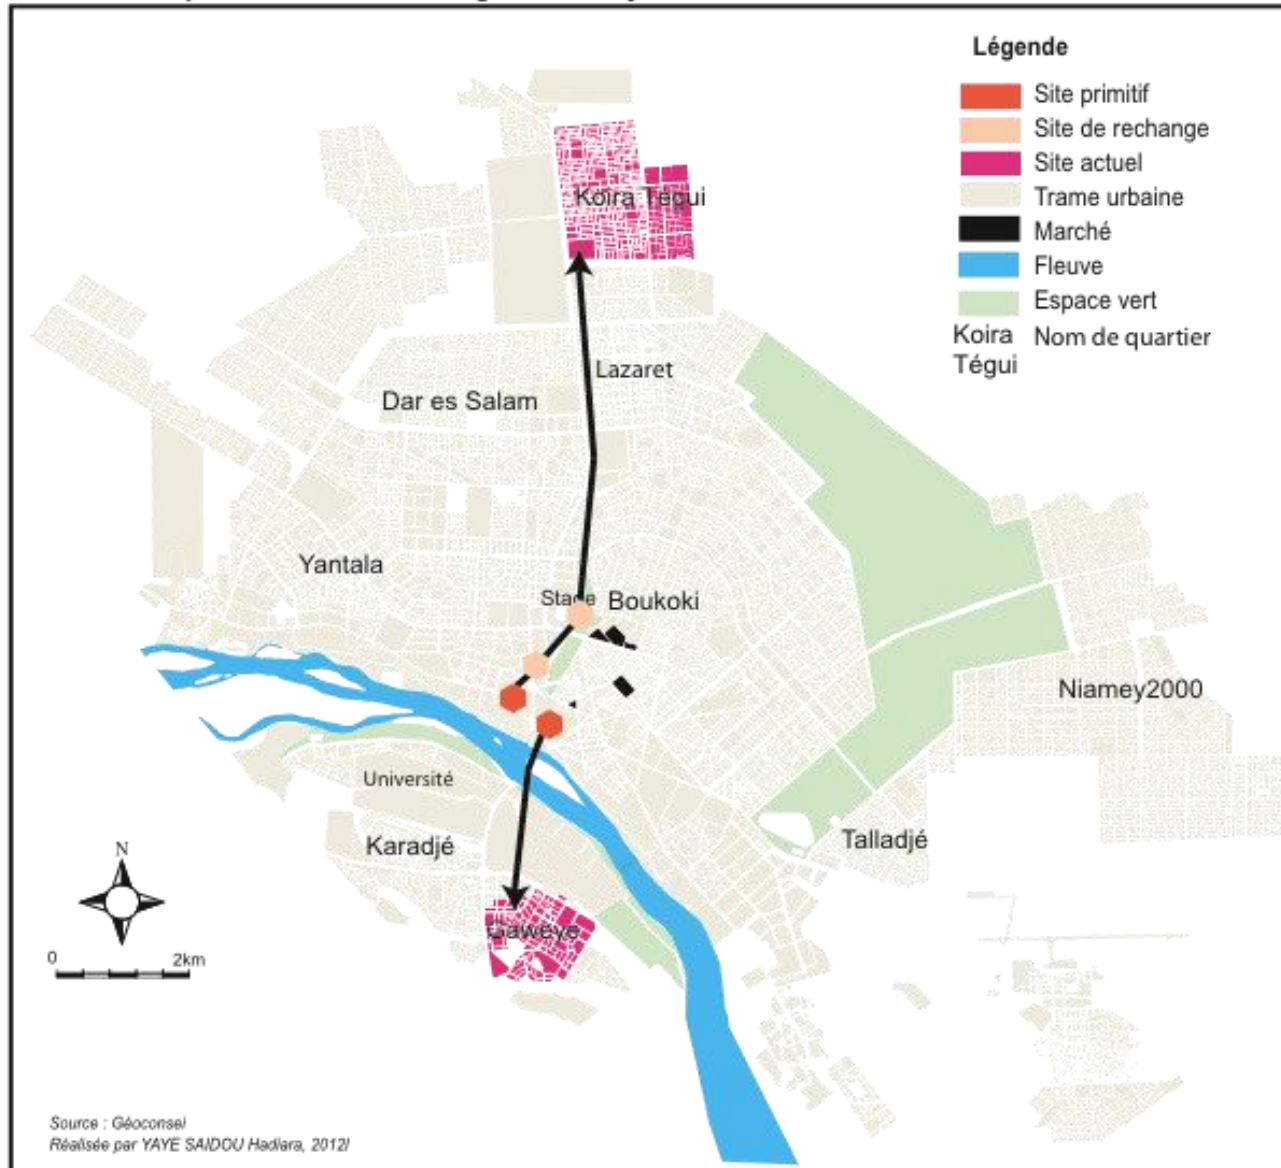 Légende
Site primitif
Site de rechange
Site actuel
Trame urbaine
Marché
Fleuve
Espace vert
Koira
Tégui
Nom de quartier
Koira Tégui
Lazaret
Dar es Salam
Yantala
Stade
Boukoki
Niamey2000
Université
Karadjé
Talladjé
Gawèye
N
0
2km
Source : Géoconsel
Réalisée par YAYE SAIDOU Hadiara, 2012/